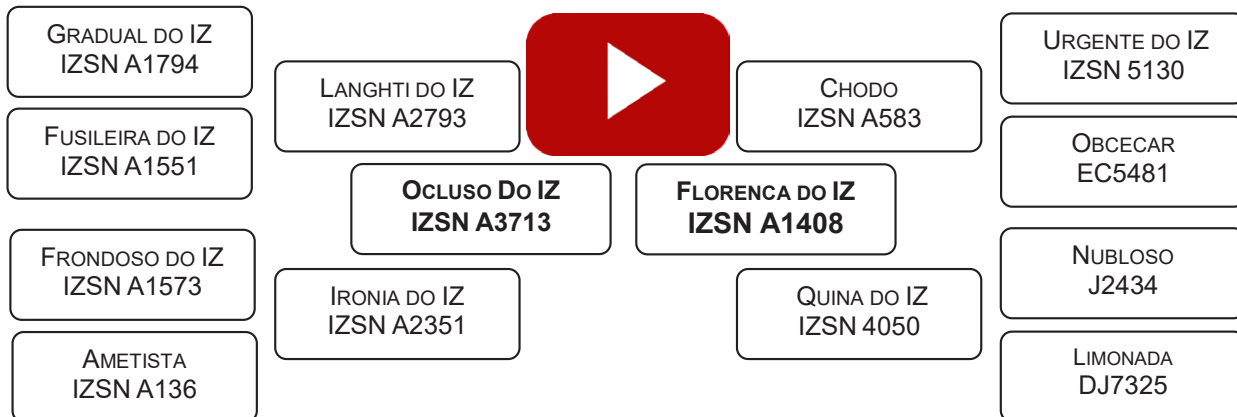 GRADUAL DO IZ
IZSN A1794
FUSILEIRA DO IZ
IZSN A1551
FRONDOSO DO IZ
IZSN A1573
AMETISTA
IZSN A136
LANGHTI DO IZ
IZSN A2793
OCLUSO DO IZ
IZSN A3713
IRONIA DO IZ
IZSN A2351
CHODO
IZSN A583
FLORENCA DO IZ
IZSN A1408
QUINA DO IZ
IZSN 4050
URGENTE DO IZ
IZSN 5130
OBCECAR
EC5481
NUBLOSO
J2434
LIMONADA
DJ7325